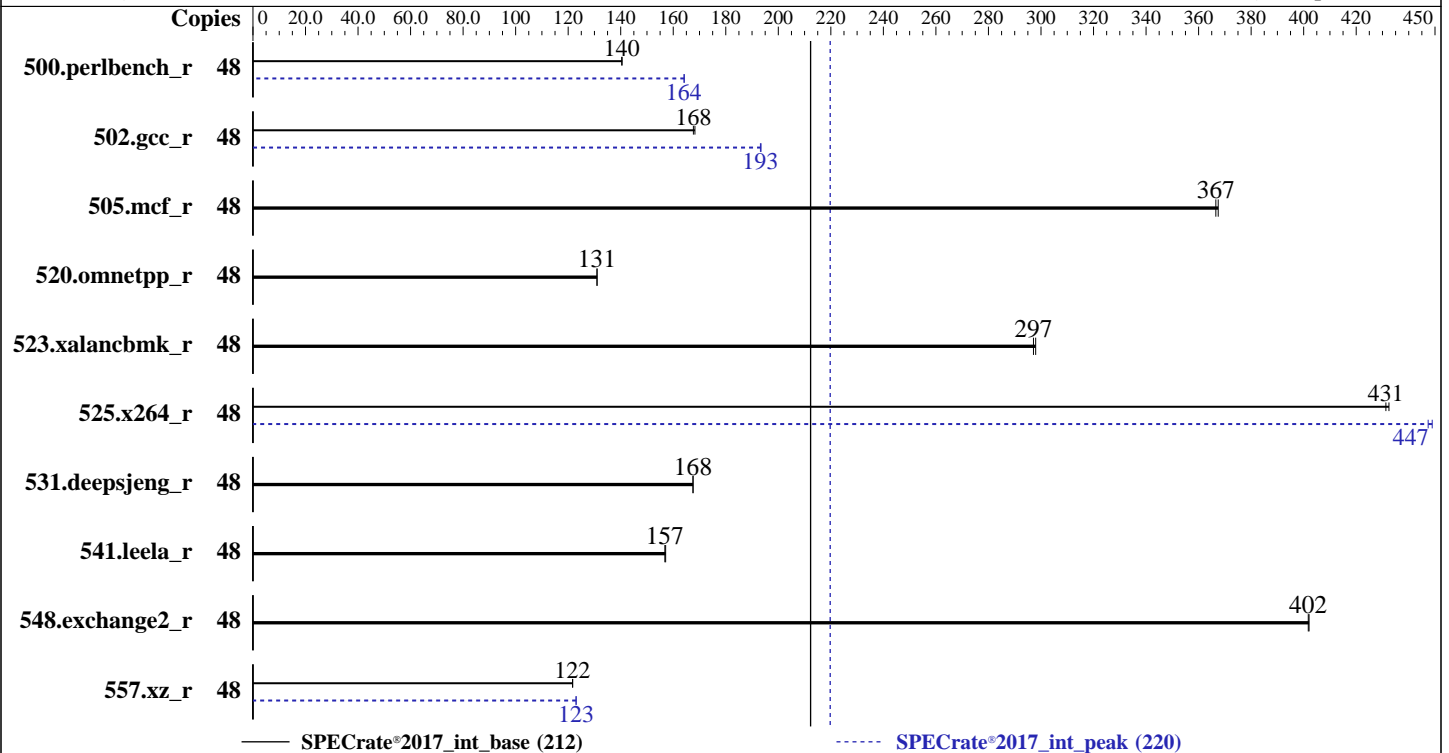 Copies 0 20.0 40.0 60.0 80.0 100 120 140 160 180 200 220 240 260 280 300 320 340 360 380 400 420 450
140
500.perlbench_r 48
164
168
502.gcc_r 48
193
367
505.mcf_r 48
131
520.omnetpp_r 48
297
523.xalancbmk_r 48
431
525.x264_r 48
447
168
531.deepsjeng_r 48
157
541.leela_r 48
402
548.exchange2_r 48
122
557.xz_r 48
123
SPECrate®2017_int_base (212) SPECrate®2017_int_peak (220)